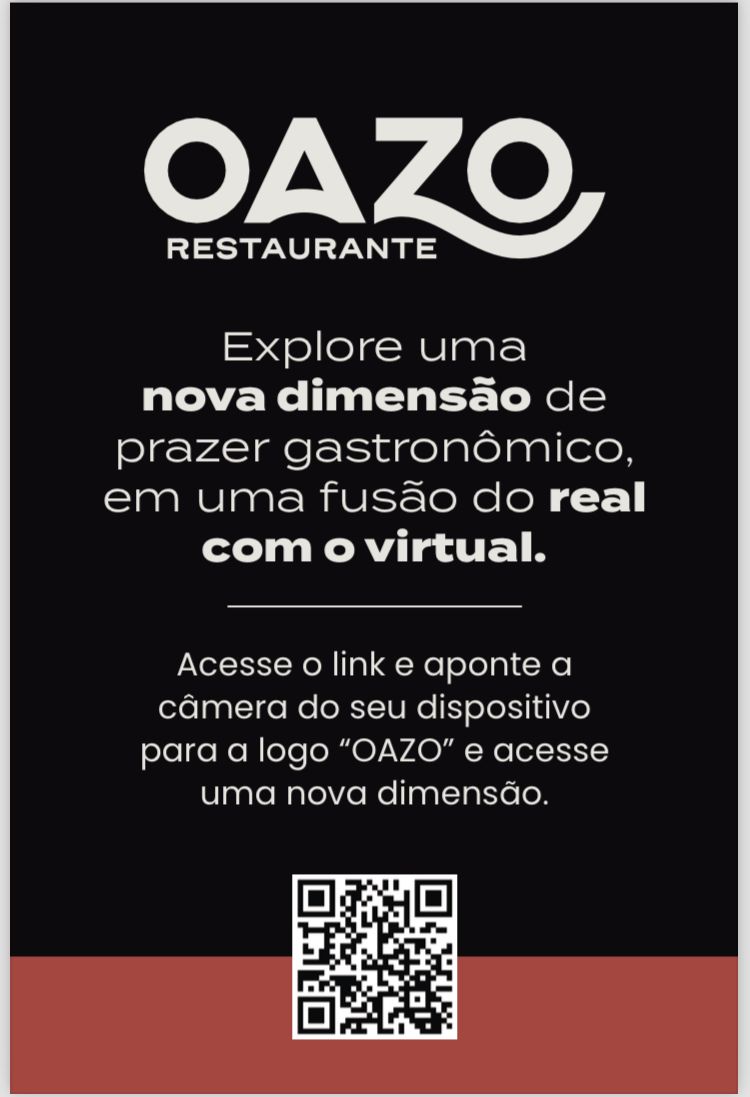 OAZO
RESTAURANTE
Explore uma
nova dimensão de
prazer gastronômico,
em uma fusão do real
com o virtual.
Acesse o link e aponte a
câmera do seu dispositivo
para a logo “OAZO” e acesse
uma nova dimensão.